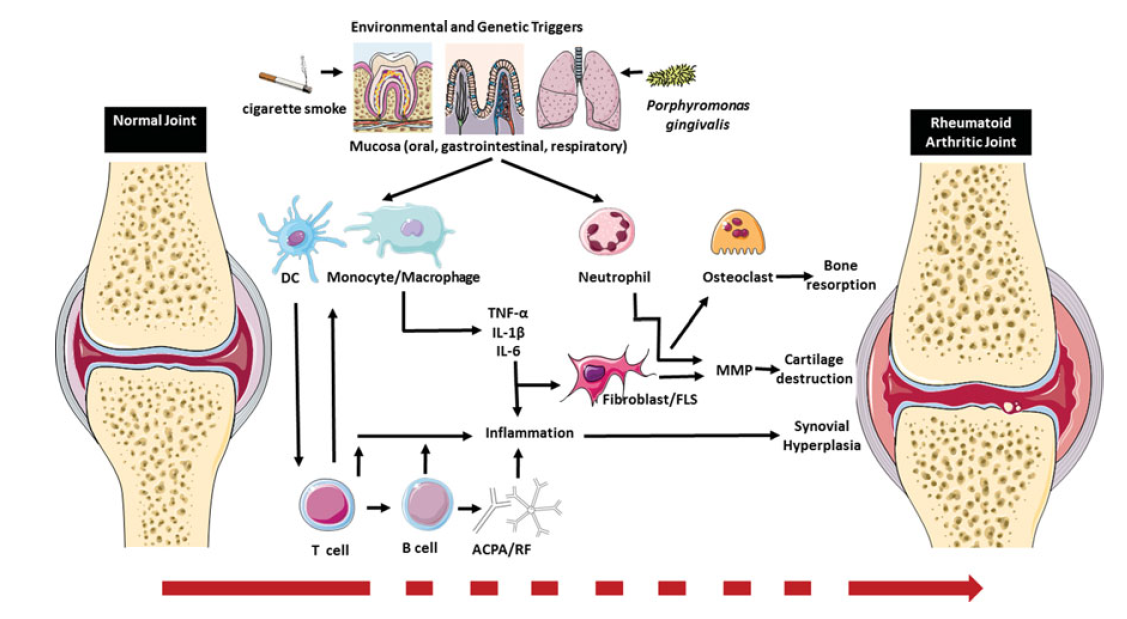 Environmental and Genetic Triggers
cigarette smoke
Porphyromonas
gingivalis
Mucosa (oral, gastrointestinal, respiratory)
Normal Joint
Rheumatoid
Arthritic Joint
DC
Monocyte/Macrophage
Neutrophil
Osteoclast
Bone
resorption
TNF-α
IL-1β
IL-6
Fibroblast/FLS
MMP
Cartilage
destruction
Inflammation
Synovial
Hyperplasia
T cell
B cell
ACPA/RF